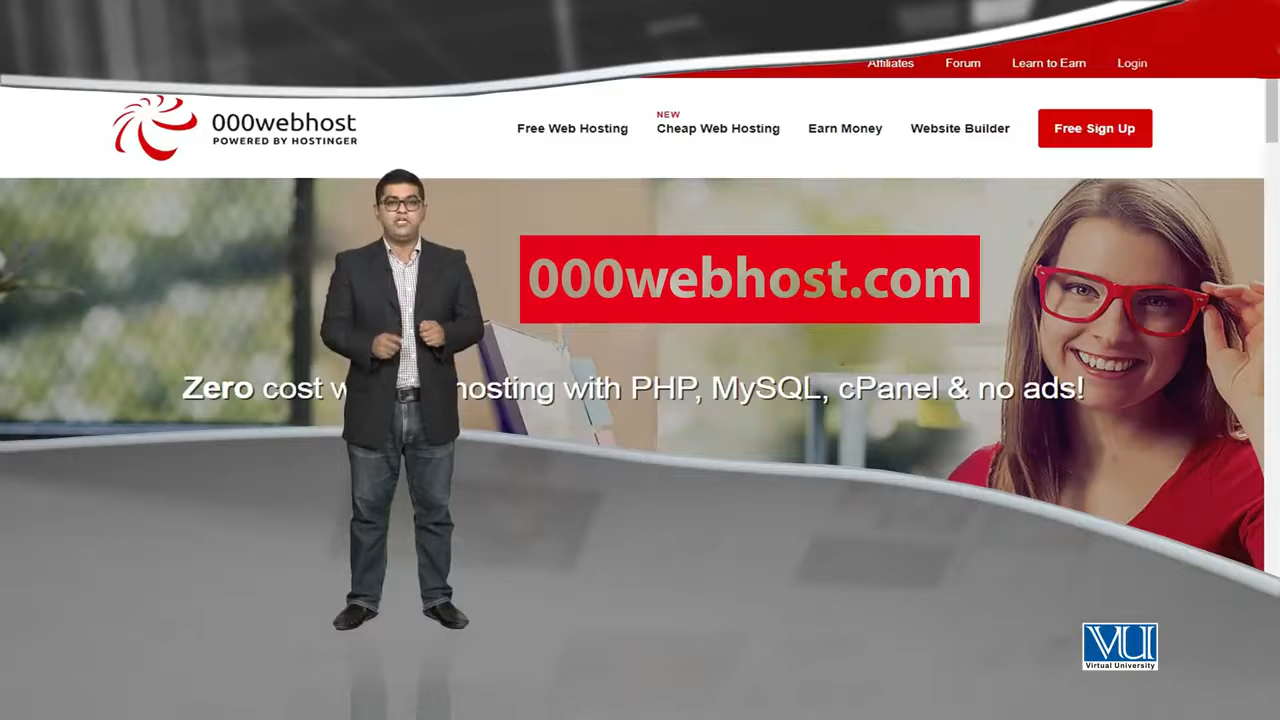 Affiliates Forum Learn to Earn Login
000webhost
POWERED BY HOSTINGER
NEW
Free Web Hosting Cheap Web Hosting Earn Money Website Builder Free Sign Up
000webhost.com
Zero cost hosting with PHP, MySQL, cPanel & no ads!
VU
Virtual University